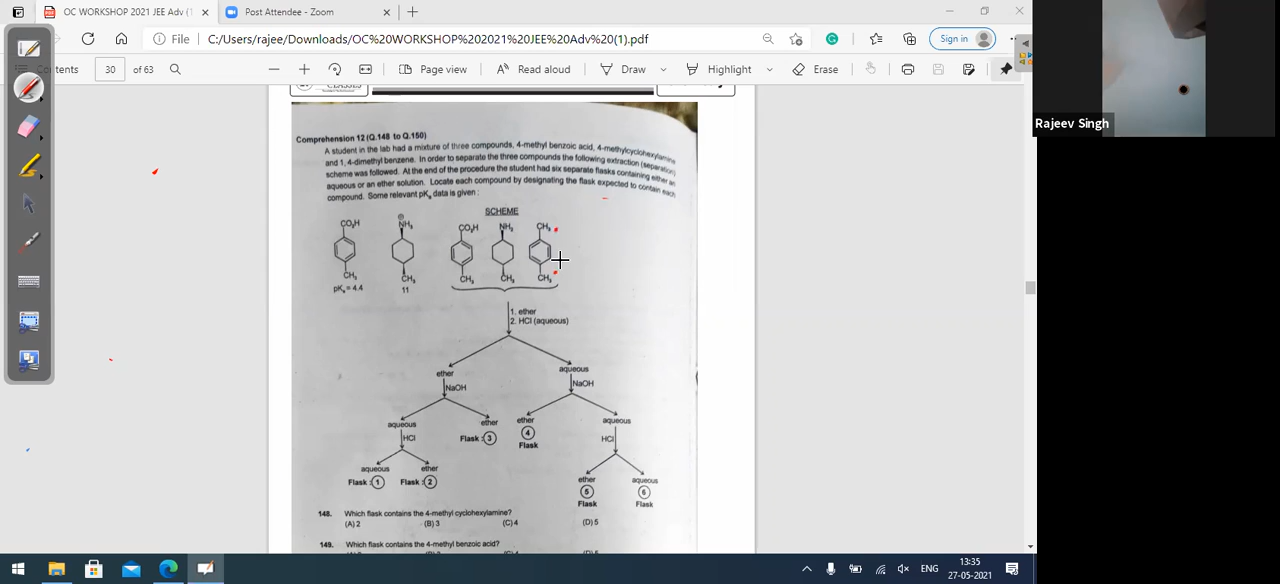 OC WORKSHOP 2021 JEE Adv (1
Post Attendee - Zoom
File
C:/Users/rajee/Downloads/OC%20WORKSHOP%202021%20JEE%20Adv%20(1).pdf
Sign in
30 of 63
Page view
Read aloud
Draw
Highlight
Erase
Rajeev Singh
CLASSES
Comprehension 12 (Q.148 to Q.150)
A student in the lab had a mixture of three compounds, 4-methyl benzoic acid, 4-methylcyclohexylamine
and 1, 4-dimethyl benzene. In order to separate the three compounds the following extraction (separation)
scheme was followed. At the end of the procedure the student had six separate flasks containing either an
aqueous or an ether solution. Locate each compound by designating the flask expected to contain each
compound. Some relevant pKa data is given :
SCHEME
CO₂H NH₃ CO₂H NH₂ CH₃
⊕
CH₃ CH₃ CH₃ CH₃ CH₃
pKa = 4.4 11
1. ether
2. HCl (aqueous)
ether aqueous
NaOH NaOH
aqueous ether ether aqueous
HCl Flask : 3 4 HCl
Flask
aqueous ether ether aqueous
Flask : 1 Flask : 2 5 6
Flask Flask
148. Which flask contains the 4-methyl cyclohexylamine?
(A) 2 (B) 3 (C) 4 (D) 5
149. Which flask contains the 4-methyl benzoic acid?
ENG
13:35
27-05-2021